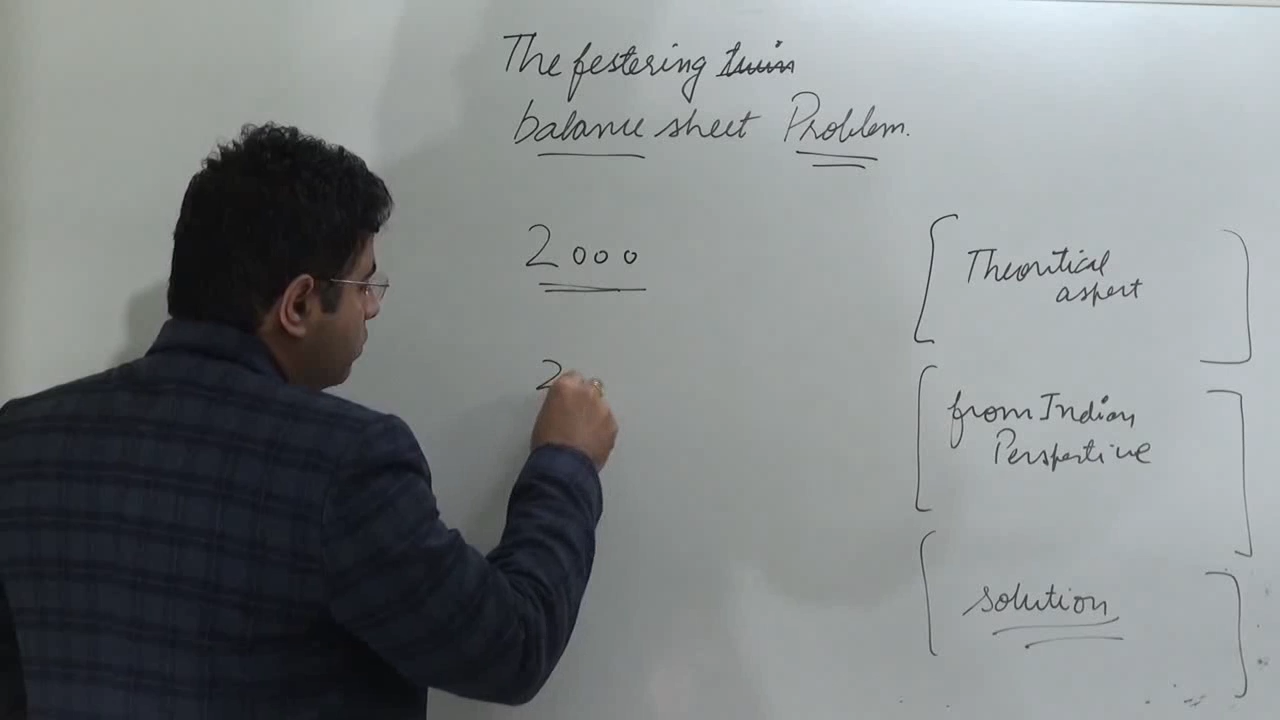 The festering twin
balance sheet Problem.
2000
2
Theoritical
aspect
from Indian
Perspective
solution